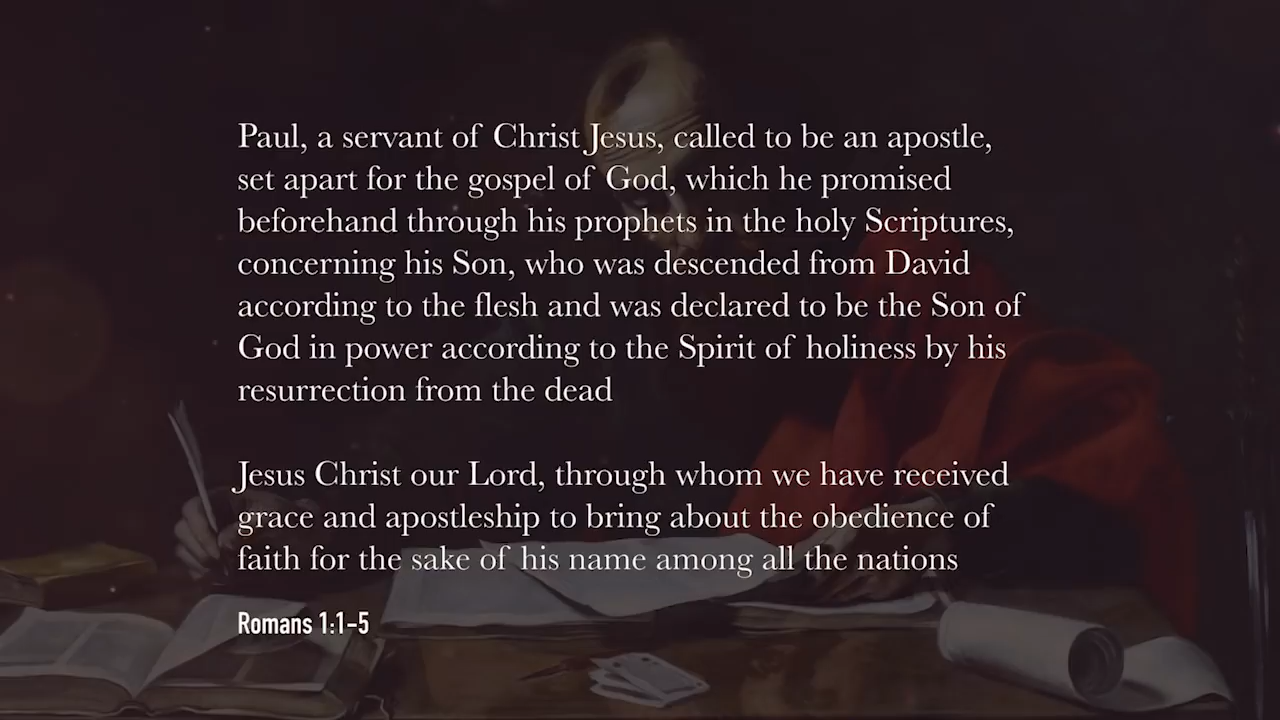 Paul, a servant of Christ Jesus, called to be an apostle,
set apart for the gospel of God, which he promised
beforehand through his prophets in the holy Scriptures,
concerning his Son, who was descended from David
according to the flesh and was declared to be the Son of
God in power according to the Spirit of holiness by his
resurrection from the dead
Jesus Christ our Lord, through whom we have received
grace and apostleship to bring about the obedience of
faith for the sake of his name among all the nations
Romans 1:1–5